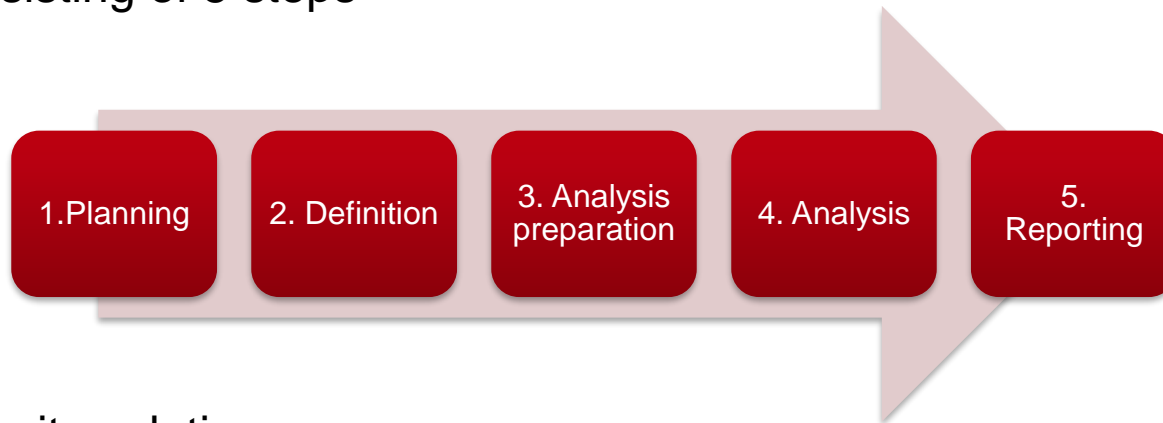 1.Planning
2. Definition
3. Analysis
preparation
4. Analysis
5.
Reporting